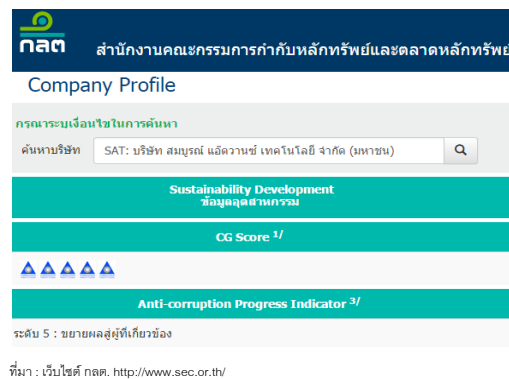 กลต
สำนักงานคณะกรรมการกำกับหลักทรัพย์และตลาดหลักทรัพย์
Company Profile
กรุณาระบุเงื่อนไขในการค้นหา
ค้นหาบริษัท SAT: บริษัท สมบูรณ์ แอ็ดวานซ์ เทคโนโลยี จำกัด (มหาชน)
Sustainability Development
ข้อมูลอุตสาหกรรม
CG Score 1/
Anti-corruption Progress Indicator 3/
ระดับ 5 : ขยายผลสู่ผู้ที่เกี่ยวข้อง
ที่มา : เว็บไซต์ กลต. http://www.sec.or.th/